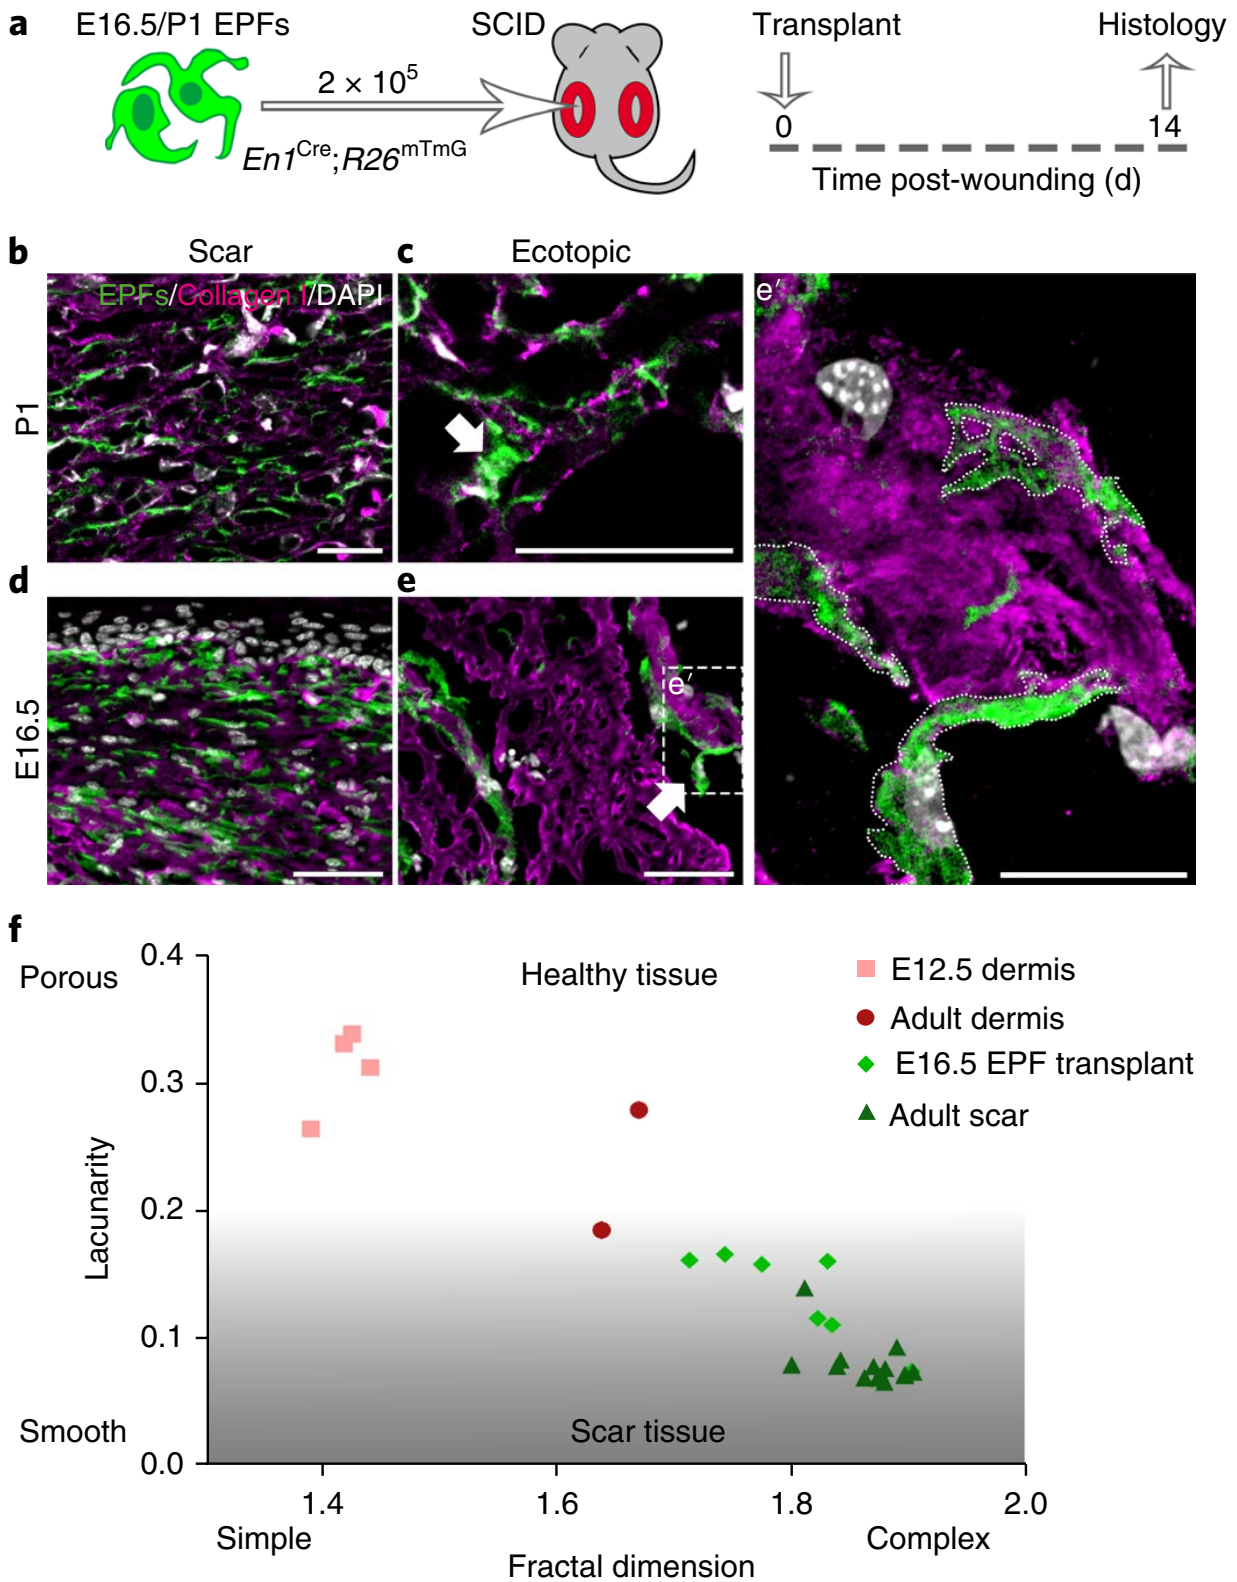 a
E16.5/P1 EPFs
SCID
Transplant
Histology
2 × 10⁵
En1ᶜʳᵉ;R26ᵐᵀᵐᴳ
0
14
Time post-wounding (d)
b
Scar
c
Ecotopic
EPFs/Collagen I/DAPI
e′
P1
d
e
E16.5
e′
f
0.4
Porous
Healthy tissue
E12.5 dermis
Adult dermis
E16.5 EPF transplant
Adult scar
0.3
Lacunarity
0.2
0.1
Smooth
Scar tissue
0.0
1.4
1.6
1.8
2.0
Simple
Complex
Fractal dimension